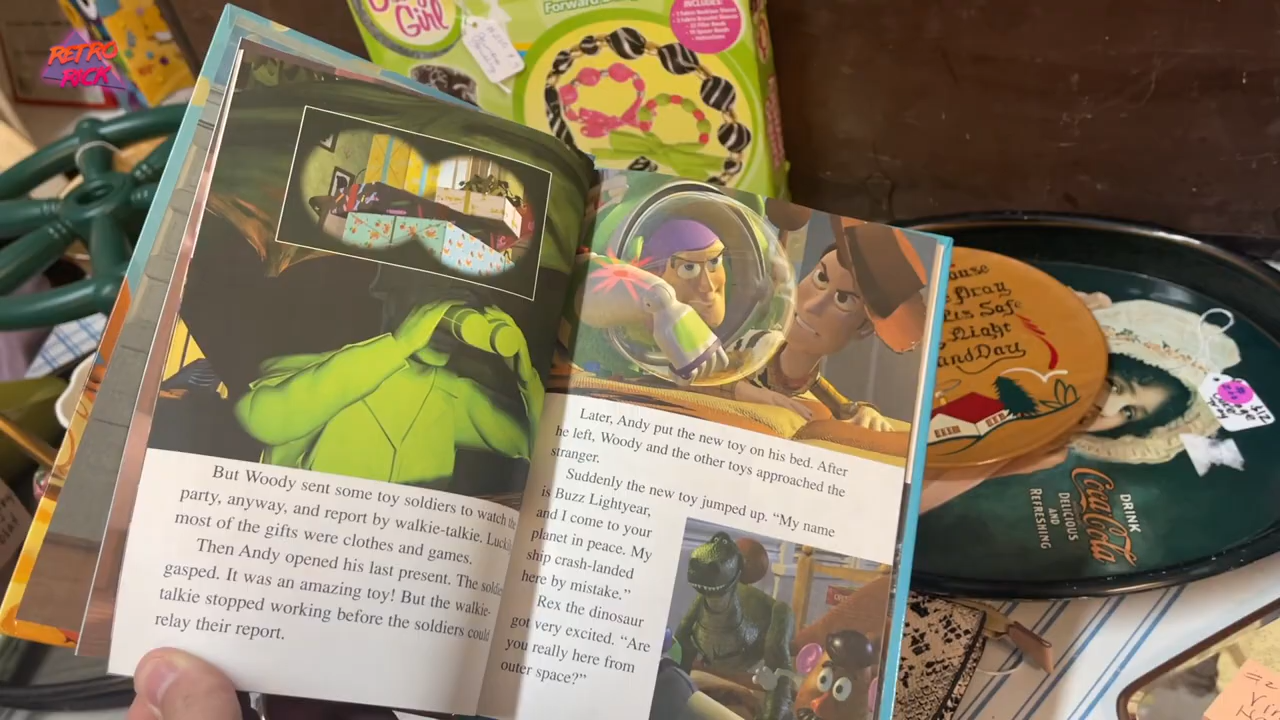 RETRO
RICK
Girl
Forward
INCLUDES:
But Woody sent some toy soldiers to watch the
party, anyway, and report by walkie-talkie.
most of the gifts were clothes and games.
Then Andy opened his last present. The
gasped. It was an amazing toy! But the walkie-
talkie stopped working before the soldiers could
relay their report.
Later, Andy put the new toy on his bed. After
he left, Woody and the other toys approached the
stranger.
Suddenly the new toy jumped up. “My name
is Buzz Lightyear,
and I come to your
planet in peace. My
ship crash-landed
here by mistake.”
Rex the dinosaur
got very excited. “Are
you really here from
outer space?”
Safe
Night
and Day
DRINK
Coca-Cola
DELICIOUS
AND
REFRESHING